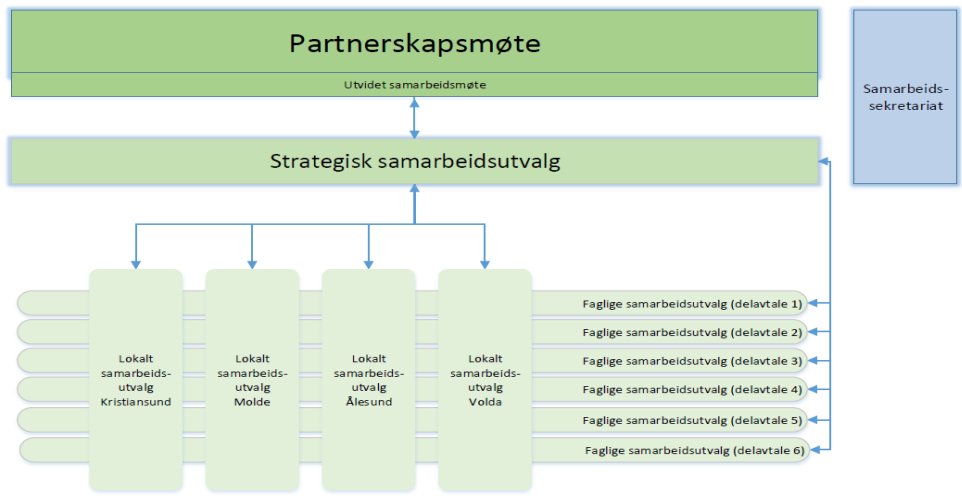 Partnerskapsmøte
Utvidet samarbeidsmøte
Samarbeids-
sekretariat
Strategisk samarbeidsutvalg
Lokalt
samarbeids-
utvalg
Kristiansund
Lokalt
samarbeids-
utvalg
Molde
Lokalt
samarbeids-
utvalg
Ålesund
Lokalt
samarbeids-
utvalg
Volda
Faglige samarbeidsutvalg (delavtale 1)
Faglige samarbeidsutvalg (delavtale 2)
Faglige samarbeidsutvalg (delavtale 3)
Faglige samarbeidsutvalg (delavtale 4)
Faglige samarbeidsutvalg (delavtale 5)
Faglige samarbeidsutvalg (delavtale 6)